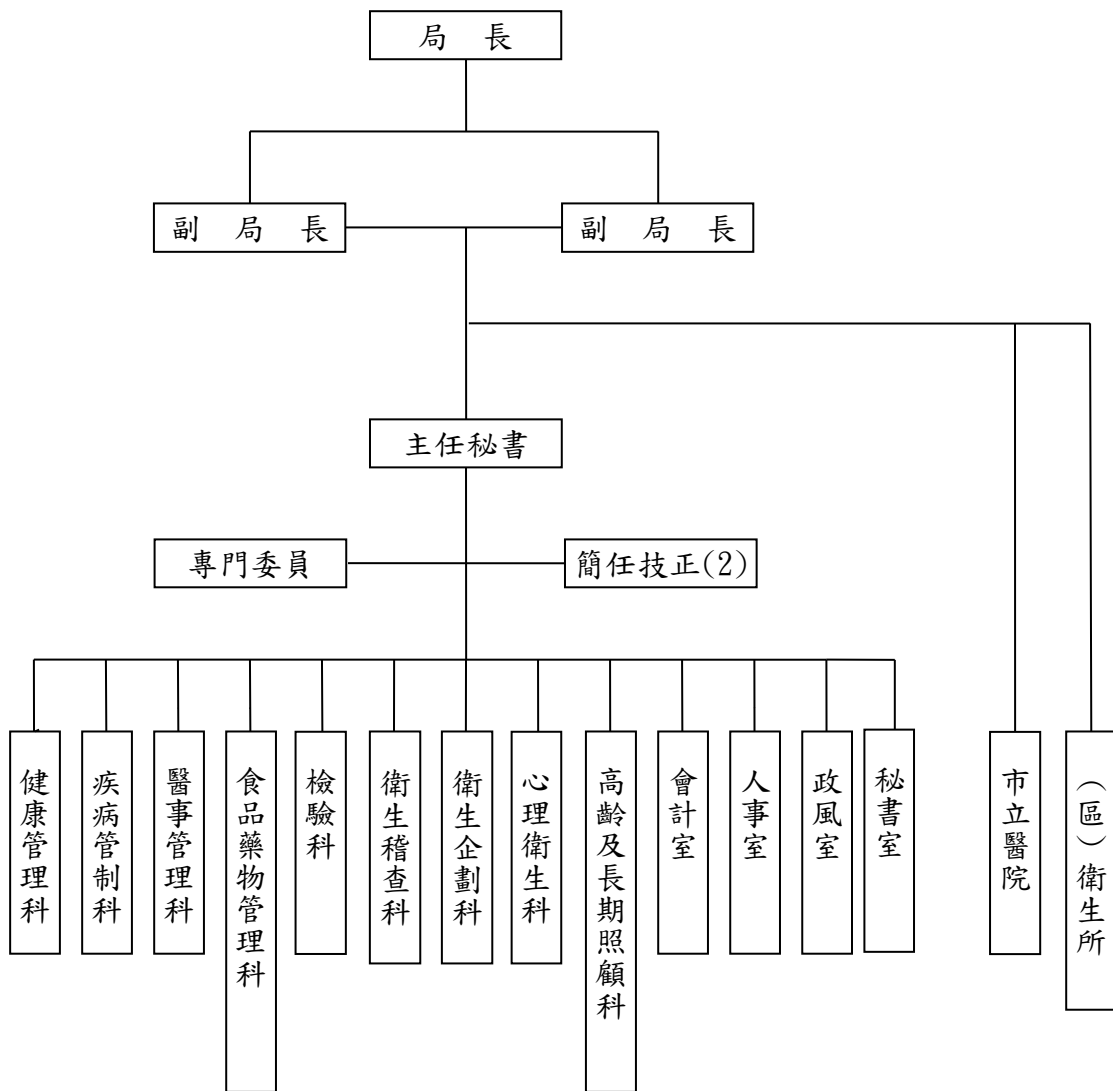 局 長
副 局 長
副 局 長
主任秘書
專門委員
簡任技正(2)
健康管理科
疾病管制科
醫事管理科
食品藥物管理科
檢驗科
衛生稽查科
衛生企劃科
心理衛生科
高齡及長期照顧科
會計室
人事室
政風室
秘書室
市立醫院
(區)衛生所